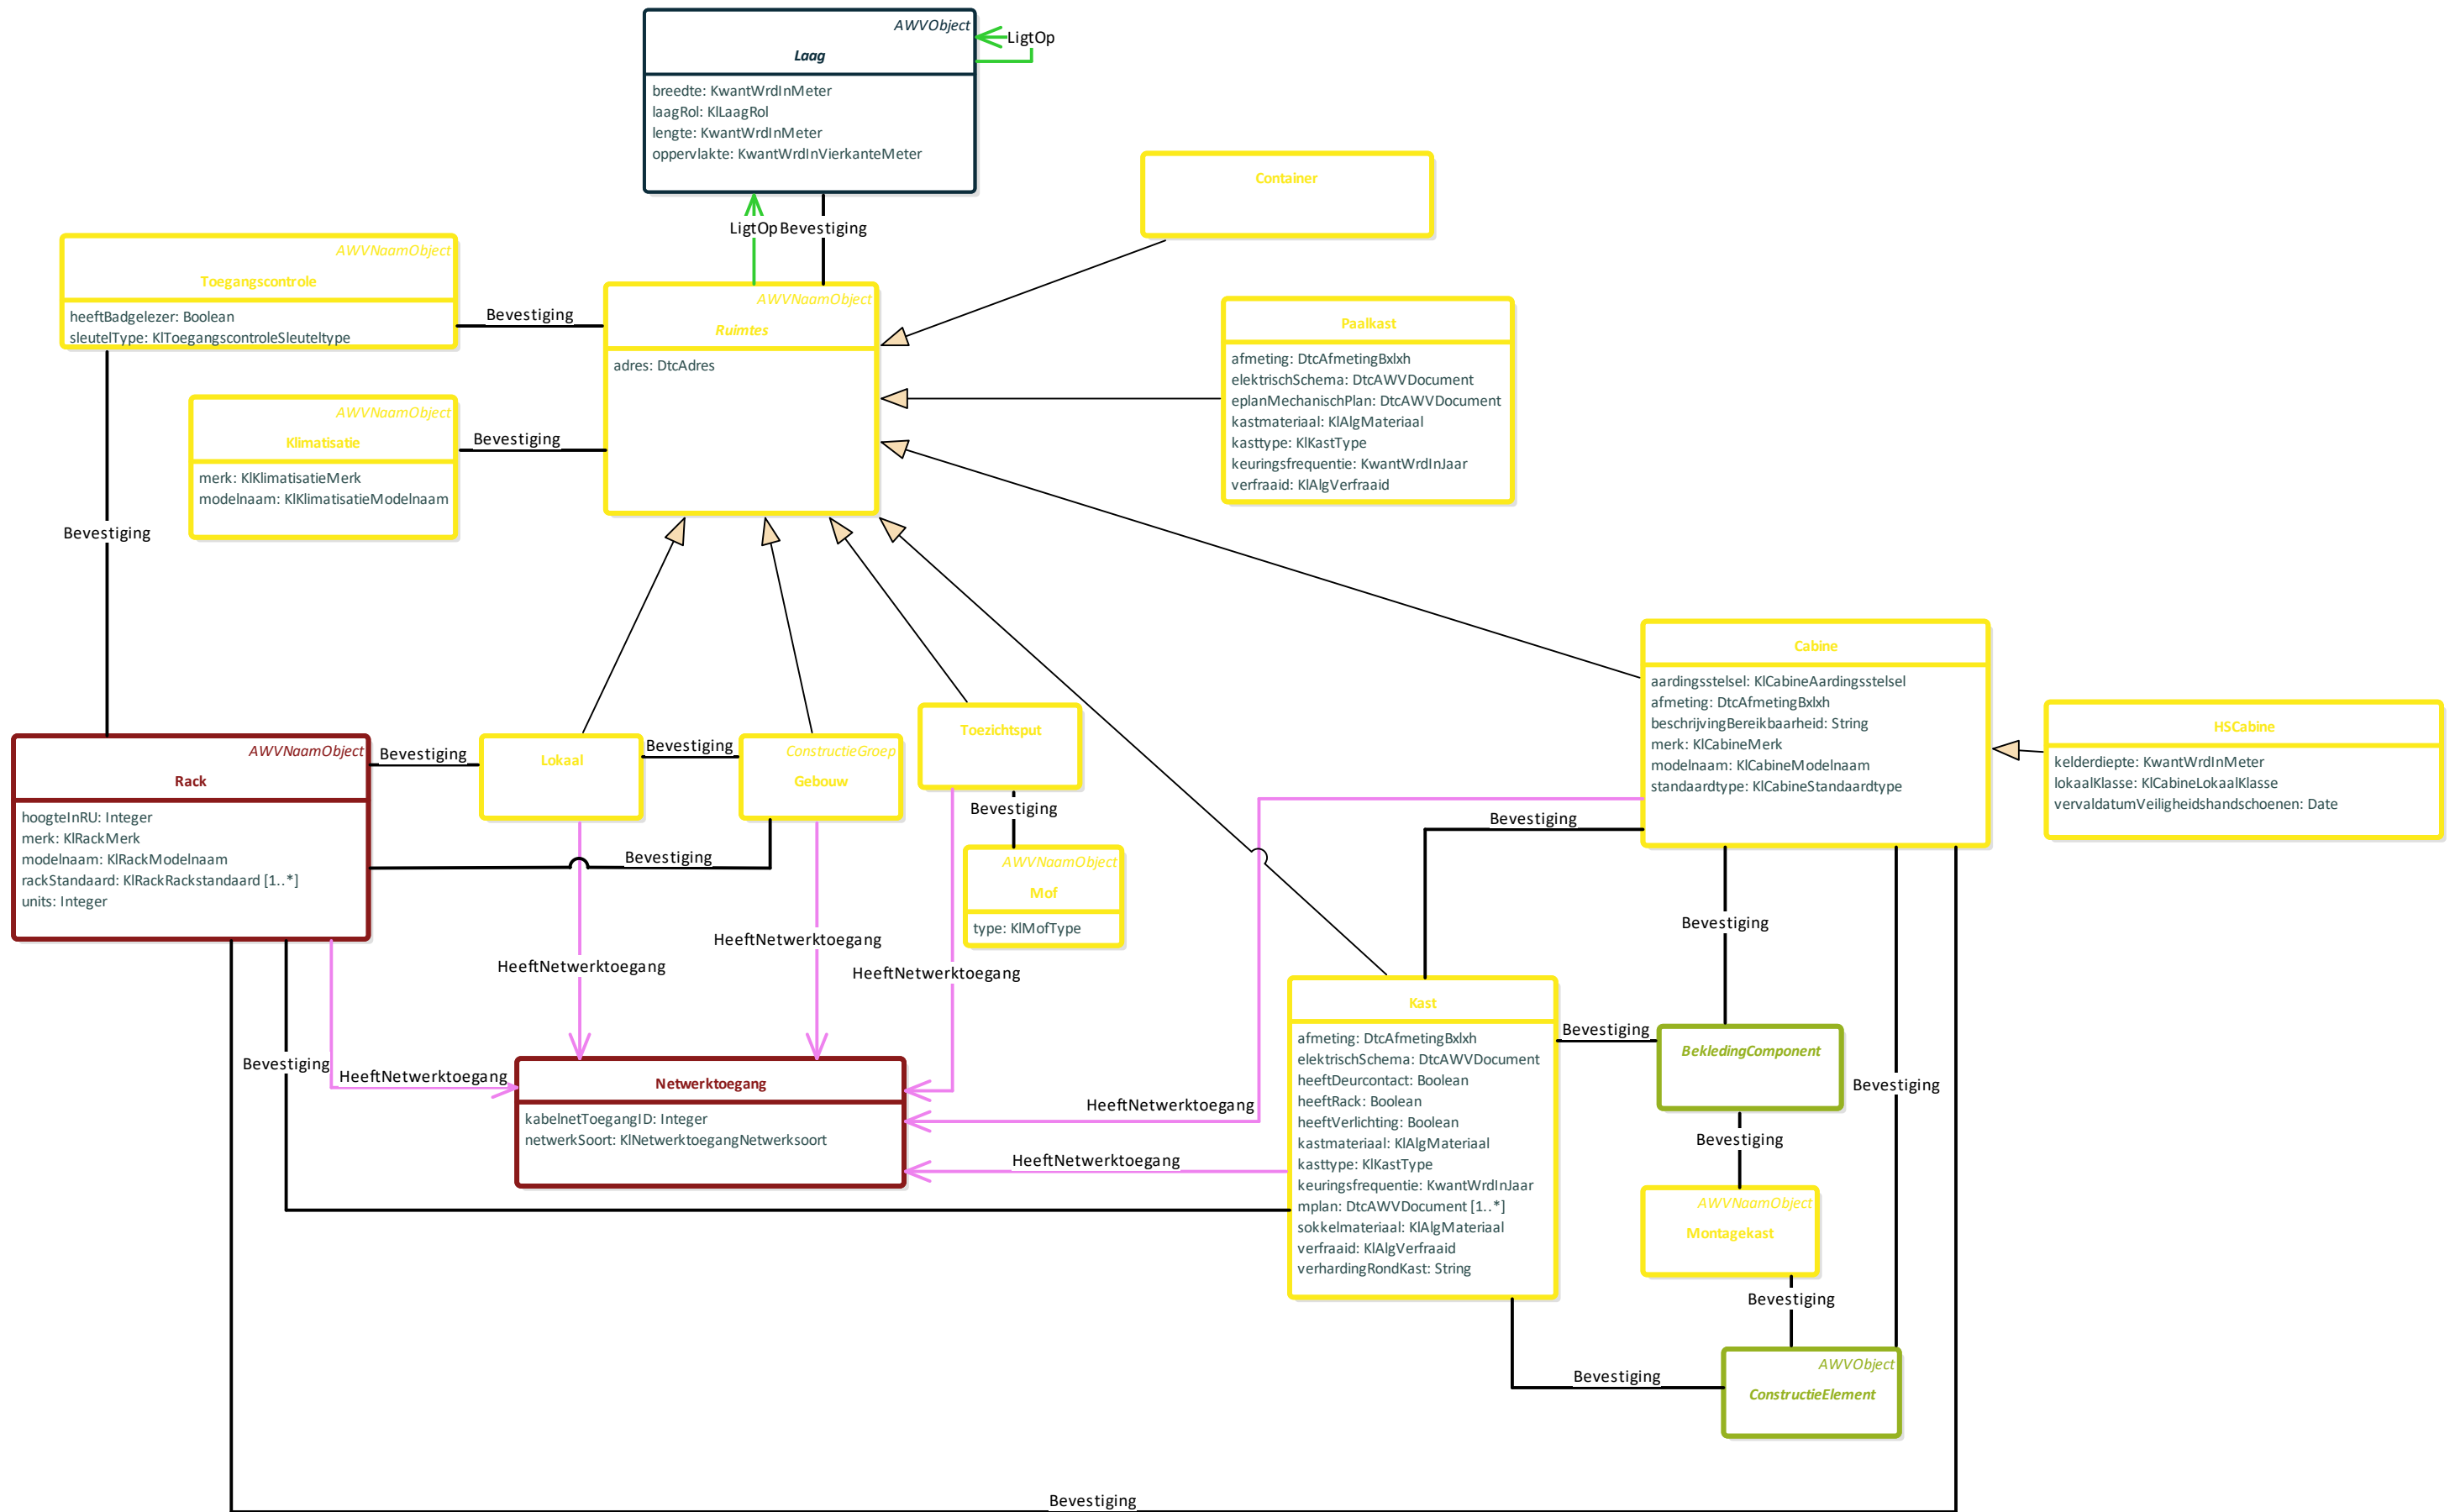 AWVObject
Laag
breedte: KwantWrdInMeter
laagRol: KlLaagRol
lengte: KwantWrdInMeter
oppervlakte: KwantWrdInVierkanteMeter
LigtOp
LigtOp
Bevestiging
Container
AWVNaamObject
Toegangscontrole
heeftBadgelezer: Boolean
sleutelType: KlToegangscontroleSleuteltype
Bevestiging
AWVNaamObject
Ruimtes
adres: DtcAdres
Paalkast
afmeting: DtcAfmetingBxlxh
elektrischSchema: DtcAWVDocument
eplanMechanischPlan: DtcAWVDocument
kastmateriaal: KlAlgMateriaal
kasttype: KlKastType
keuringsfrequentie: KwantWrdInJaar
verfraaid: KlAlgVerfraaid
AWVNaamObject
Klimatisatie
merk: KlKlimatisatieMerk
modelnaam: KlKlimatisatieModelnaam
Bevestiging
Bevestiging
Cabine
aardingsstelsel: KlCabineAardingsstelsel
afmeting: DtcAfmetingBxlxh
beschrijvingBereikbaarheid: String
merk: KlCabineMerk
modelnaam: KlCabineModelnaam
standaardtype: KlCabineStandaardtype
HSCabine
kelderdiepte: KwantWrdInMeter
lokaalKlasse: KlCabineLokaalKlasse
vervaldatumVeiligheidshandschoenen: Date
AWVNaamObject
Rack
hoogteInRU: Integer
merk: KlRackMerk
modelnaam: KlRackModelnaam
rackStandaard: KlRackRackstandaard [1..*]
units: Integer
Bevestiging
Lokaal
Bevestiging
ConstructieGroep
Gebouw
Toezichtsput
Bevestiging
Bevestiging
Bevestiging
AWVNaamObject
Mof
type: KlMofType
HeeftNetwerktoegang
HeeftNetwerktoegang
HeeftNetwerktoegang
Bevestiging
Kast
afmeting: DtcAfmetingBxlxh
elektrischSchema: DtcAWVDocument
heeftDeurcontact: Boolean
heeftRack: Boolean
heeftVerlichting: Boolean
kastmateriaal: KlAlgMateriaal
kasttype: KlKastType
keuringsfrequentie: KwantWrdInJaar
mplan: DtcAWVDocument [1..*]
sokkelmateriaal: KlAlgMateriaal
verfraaid: KlAlgVerfraaid
verhardingRondKast: String
Bevestiging
BekledingComponent
Bevestiging
Bevestiging
HeeftNetwerktoegang
Netwerktoegang
kabelnetToegangID: Integer
netwerkSoort: KlNetwerktoegangNetwerksoort
HeeftNetwerktoegang
HeeftNetwerktoegang
Bevestiging
AWVNaamObject
Montagekast
Bevestiging
AWVObject
ConstructieElement
Bevestiging
Bevestiging